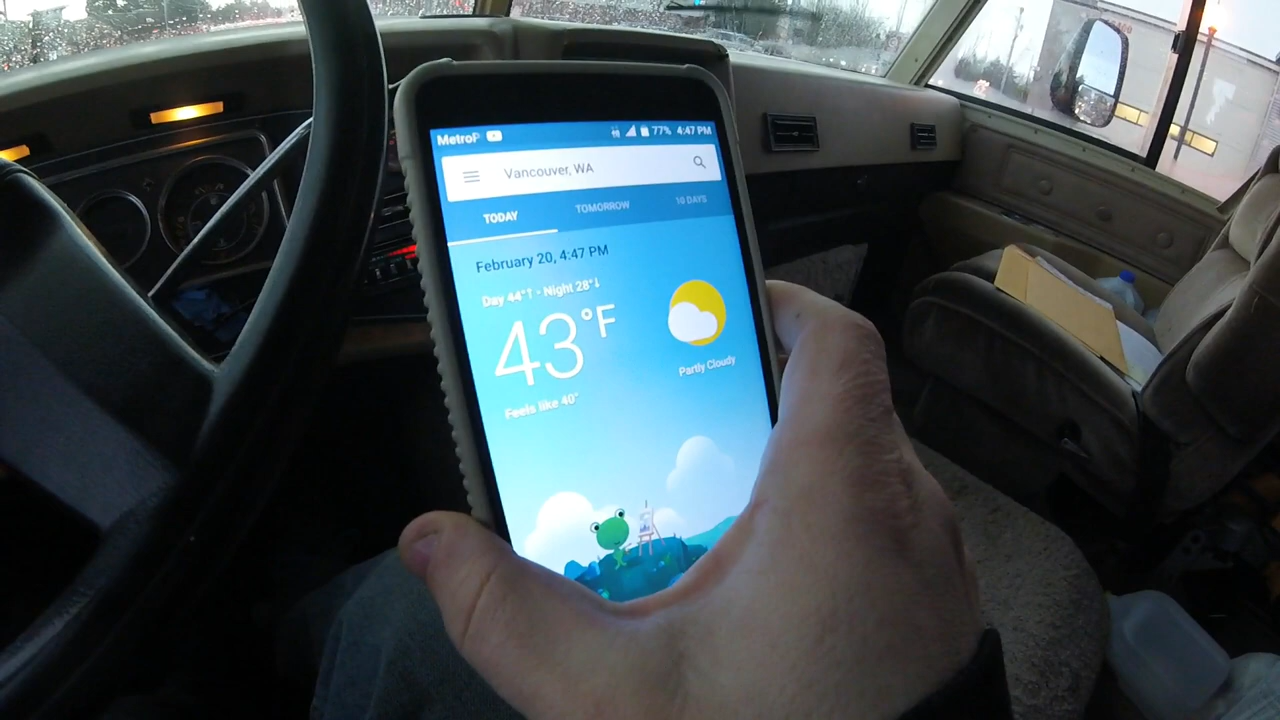 MetroP 77% 4:47 PM
Vancouver, WA
TODAY TOMORROW 10 DAYS
February 20, 4:47 PM
Day 44°↑ - Night 28°↓
43°F
Partly Cloudy
Feels like 40°